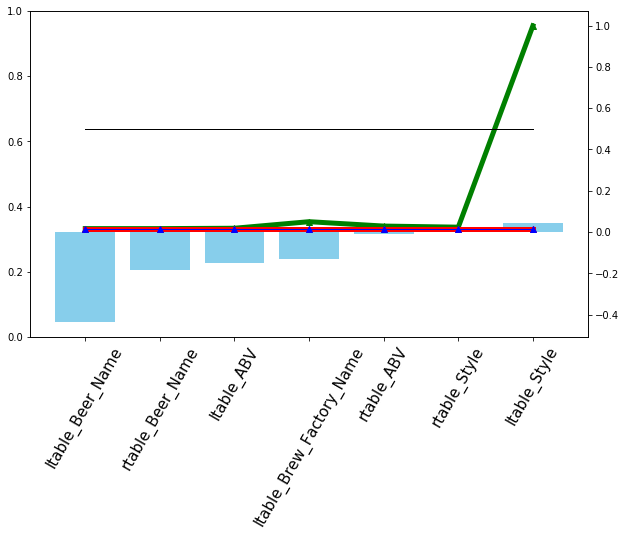 1.0
0.8
0.6
0.4
0.2
0.0
1.0
0.8
0.6
0.4
0.2
0.0
−0.2
−0.4
ltable_Beer_Name
rtable_Beer_Name
ltable_ABV
ltable_Brew_Factory_Name
rtable_ABV
rtable_Style
ltable_Style